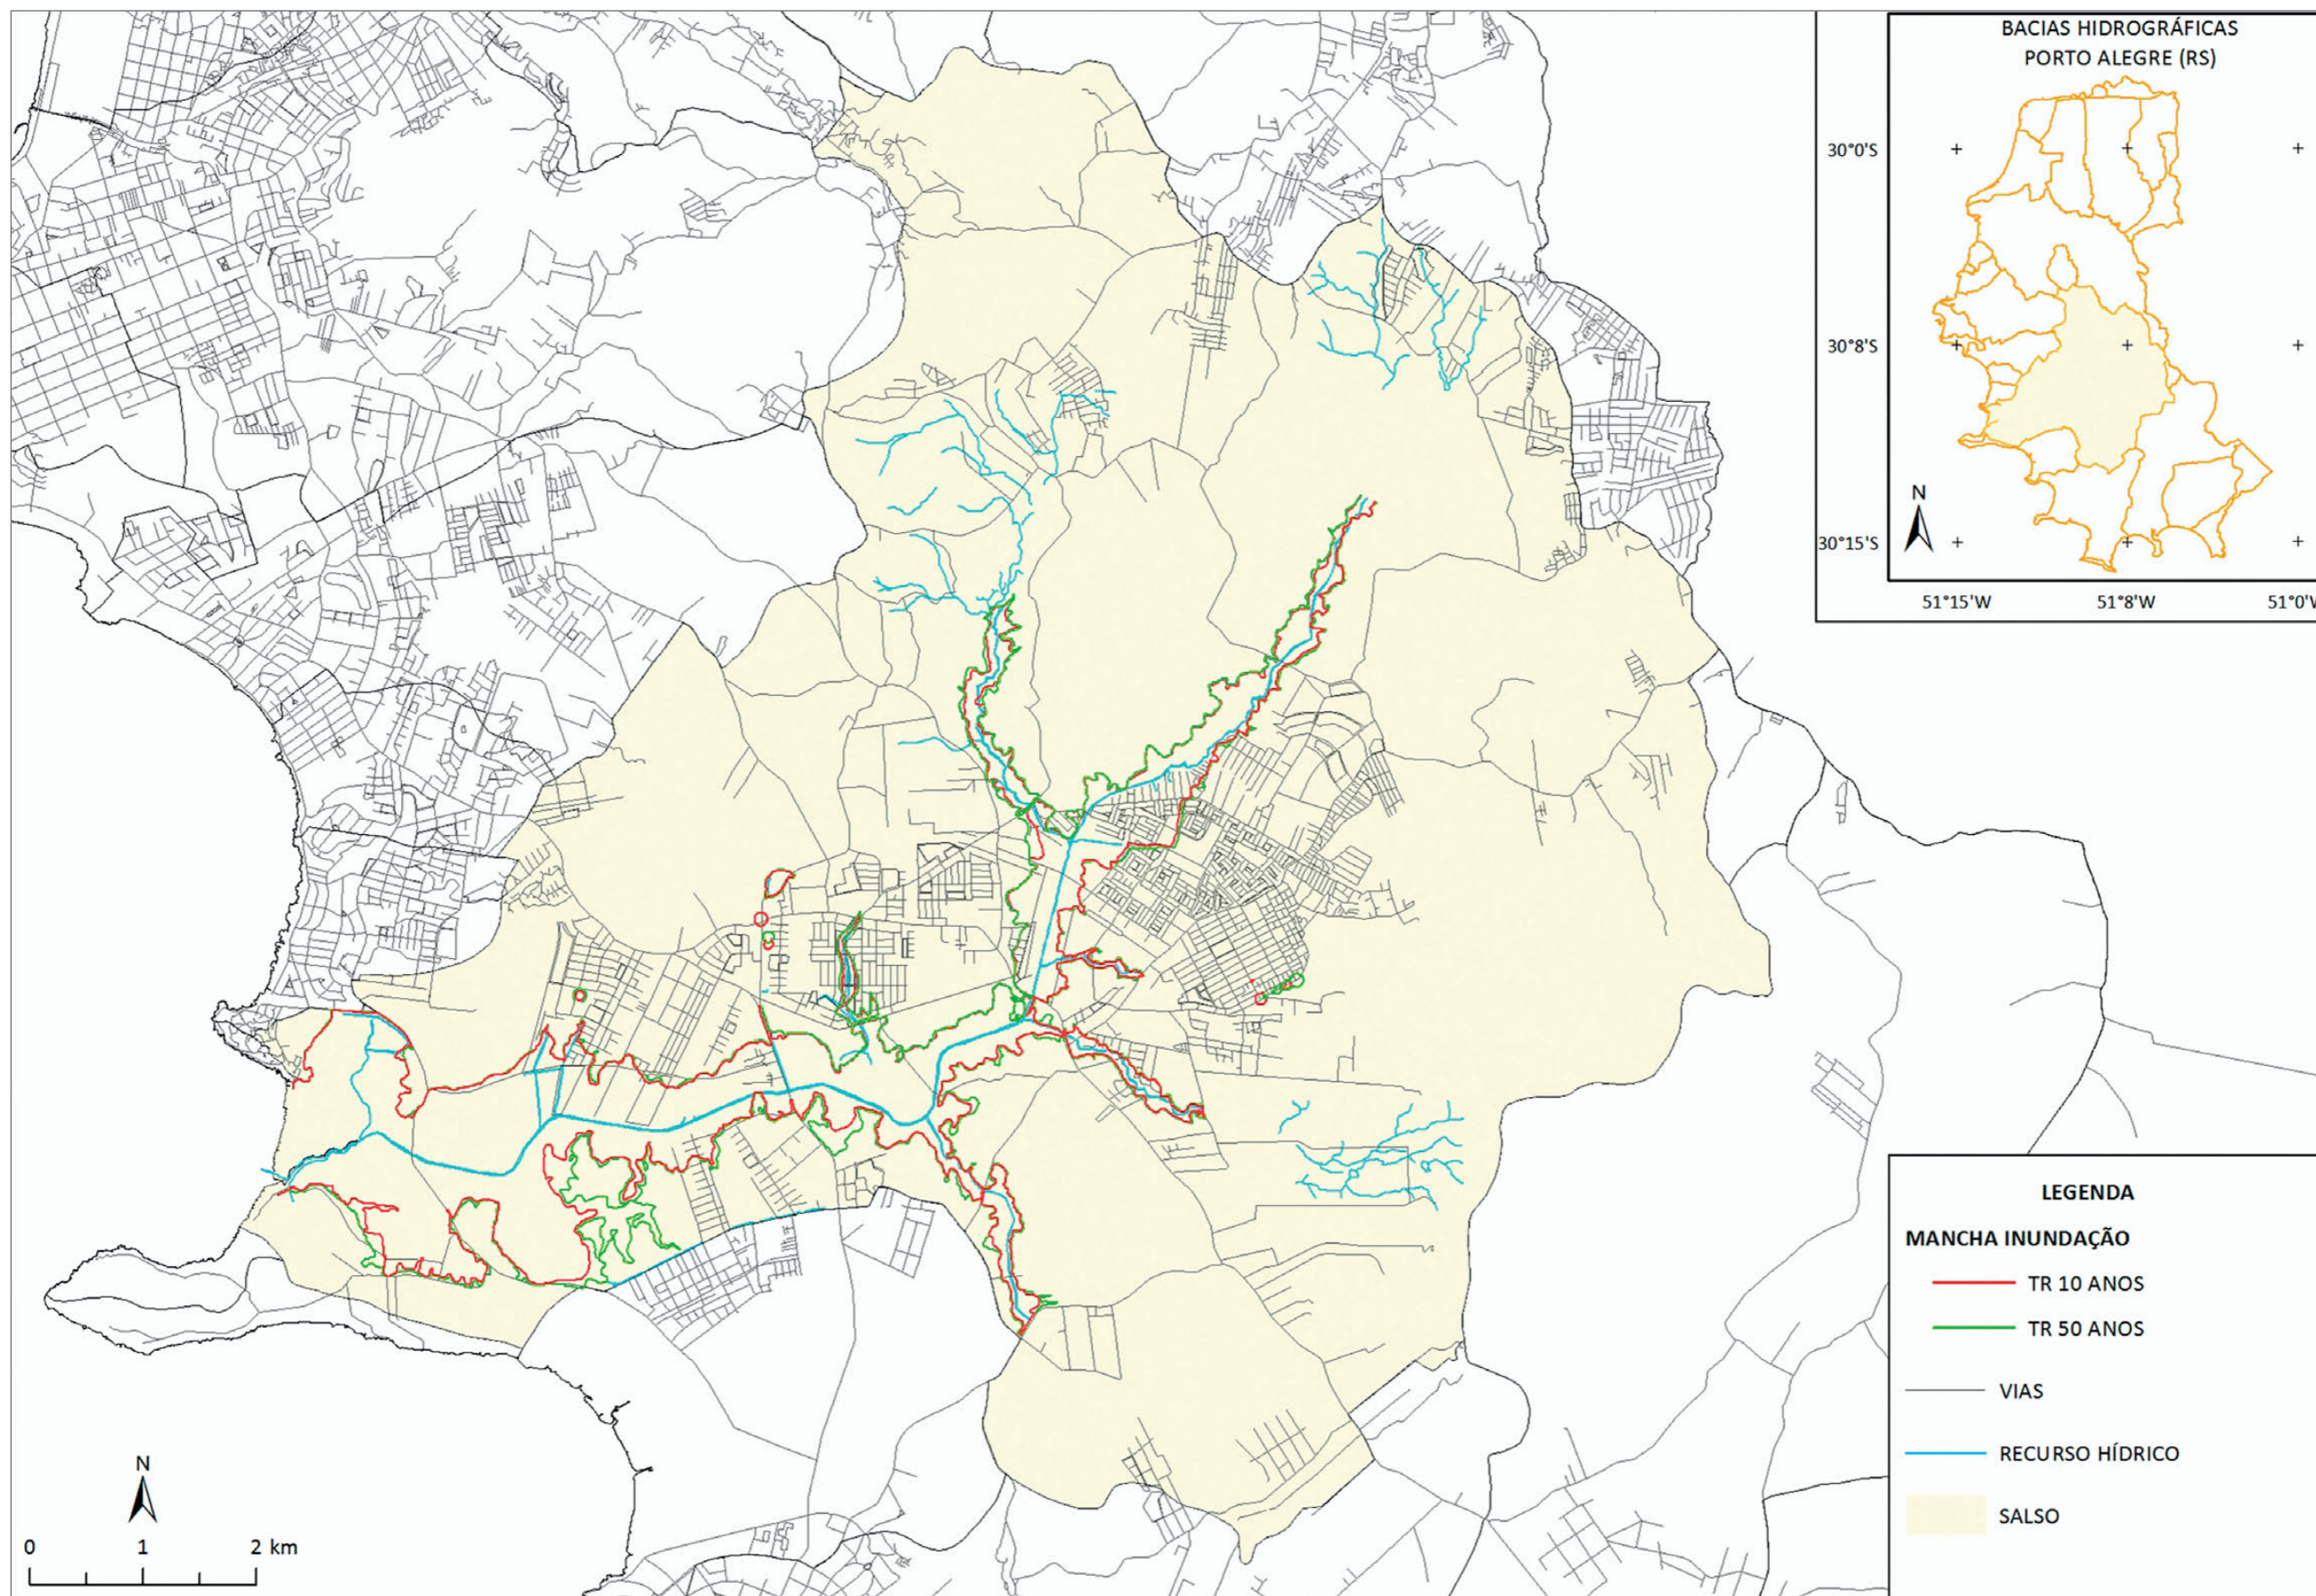 BACIAS HIDROGRÁFICAS
PORTO ALEGRE (RS)
30°0'S
30°8'S
N
30°15'S
51°15'W 51°8'W 51°0'W
LEGENDA
MANCHA INUNDAÇÃO
TR 10 ANOS
TR 50 ANOS
VIAS
RECURSO HÍDRICO
SALSO
N
0 1 2 km